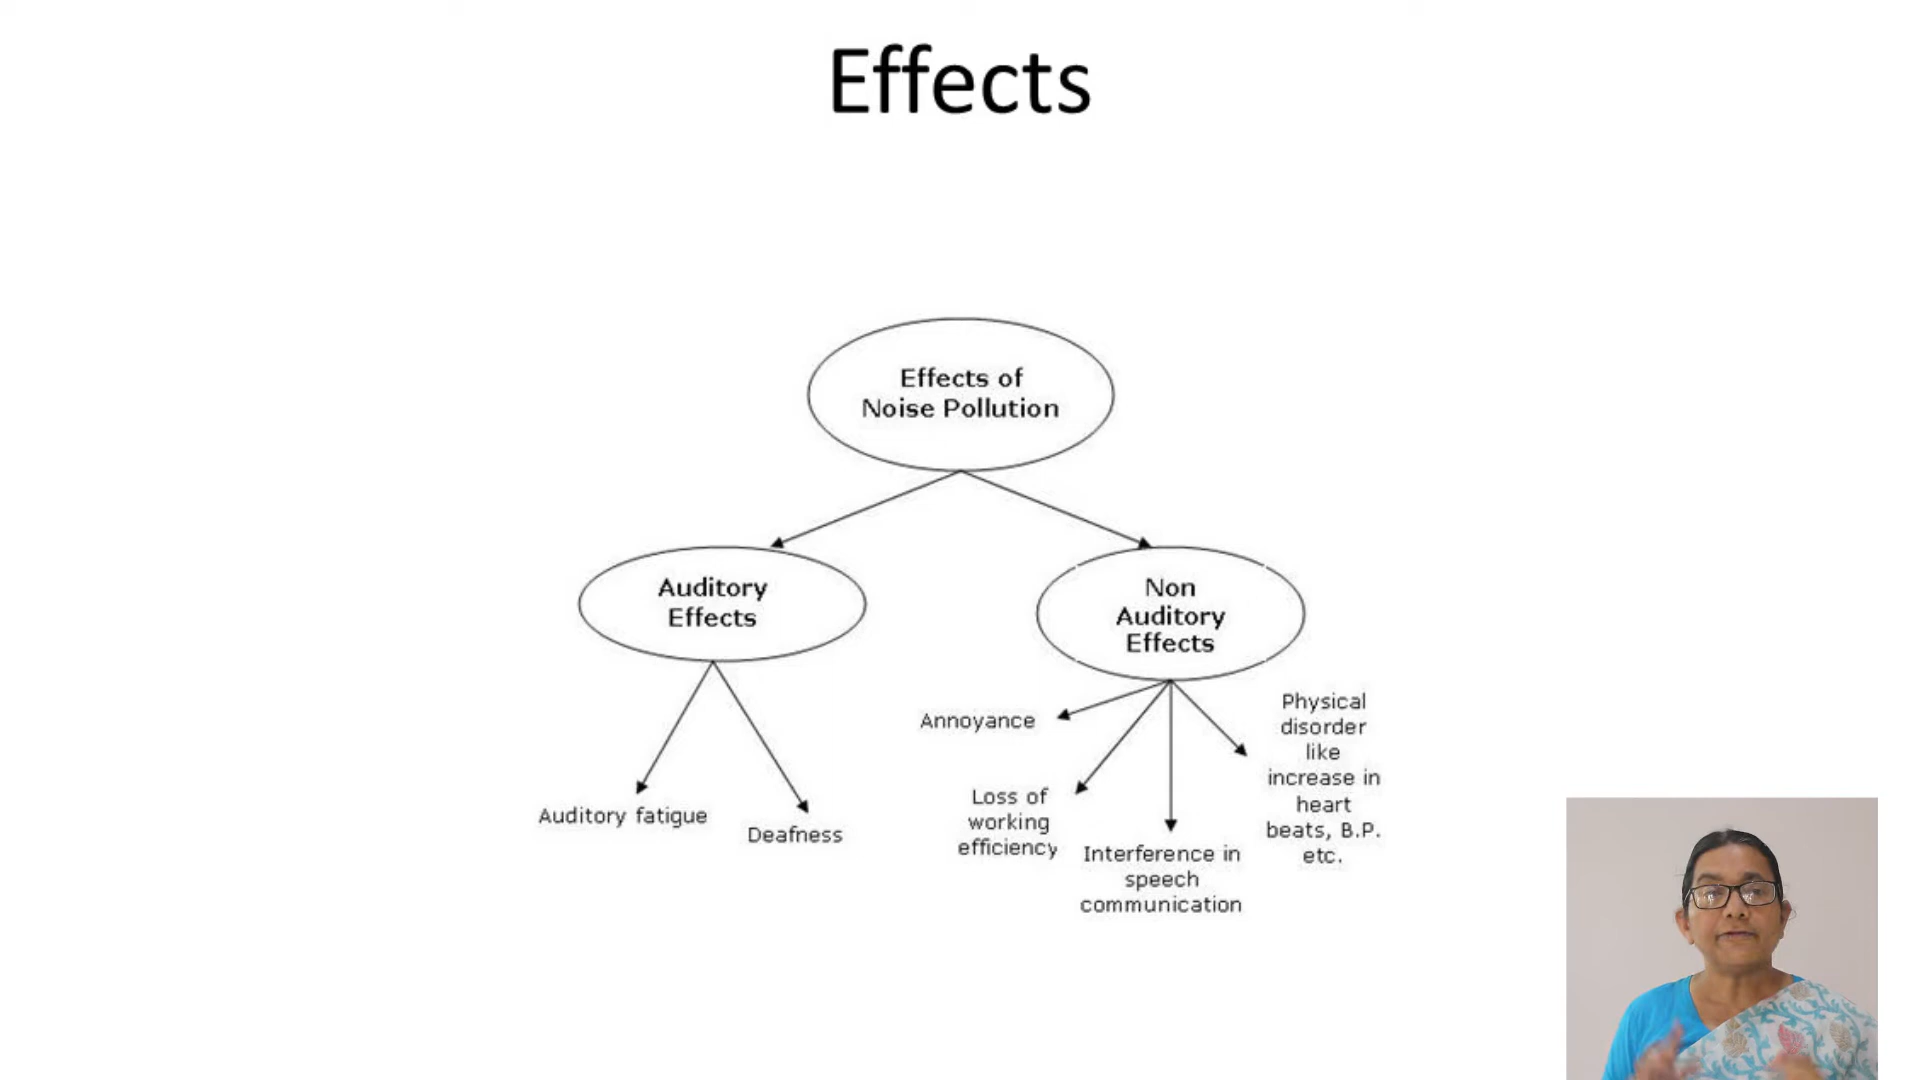 Effects
Effects of
Noise Pollution
Auditory
Effects
Non
Auditory
Effects
Auditory fatigue
Deafness
Annoyance
Loss of
working
efficiency
Interference in
speech
communication
Physical
disorder
like
increase in
heart
beats, B.P.
etc.